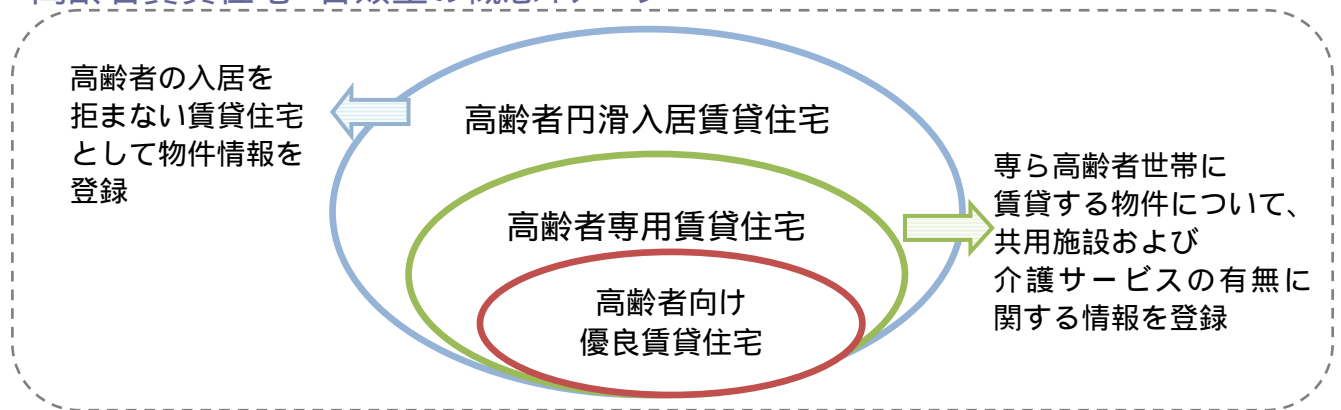 高齢者の入居を
拒まない賃貸住宅
として物件情報を
登録
高齢者円滑入居賃貸住宅
高齢者専用賃貸住宅
高齢者向け
優良賃貸住宅
専ら高齢者世帯に
賃貸する物件について、
共用施設および
介護サービスの有無に
関する情報を登録